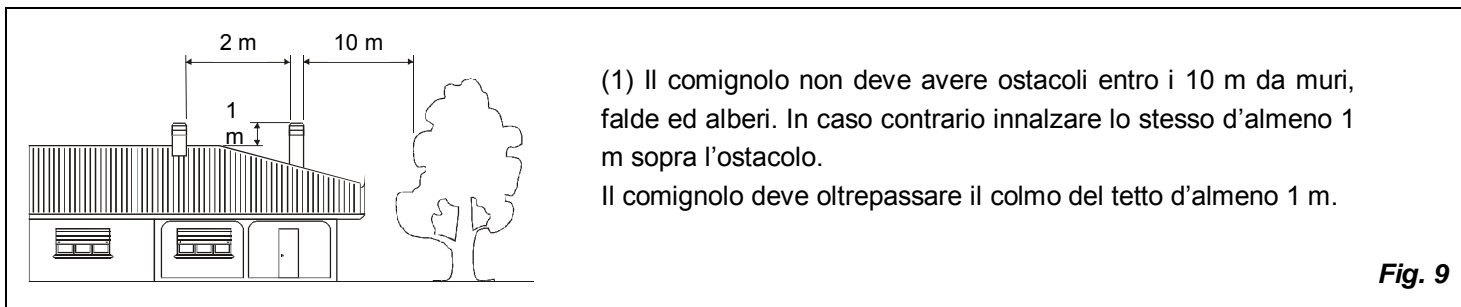 2 m
10 m
1
m
(1) Il comignolo non deve avere ostacoli entro i 10 m da muri,
falde ed alberi. In caso contrario innalzare lo stesso d’almeno 1
m sopra l’ostacolo.
Il comignolo deve oltrepassare il colmo del tetto d’almeno 1 m.
Fig. 9